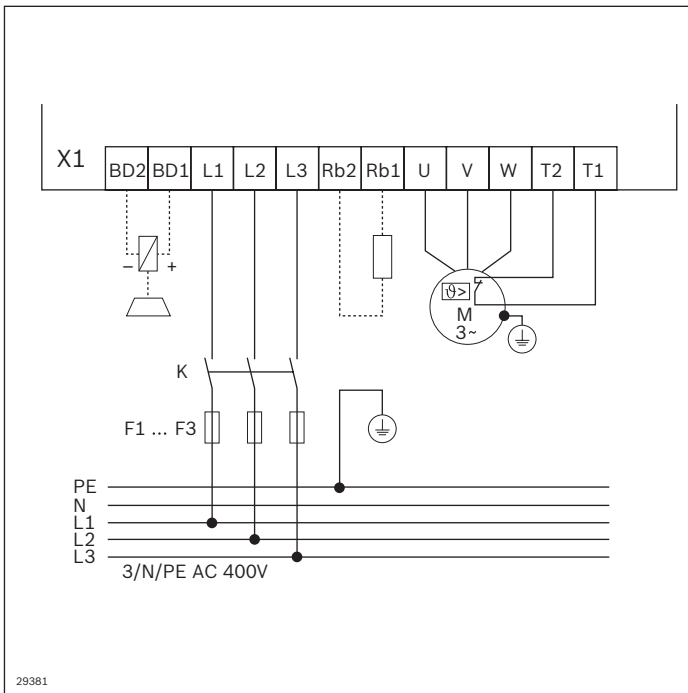 X1
BD2 BD1 L1 L2 L3 Rb2 Rb1 U V W T2 T1
– +
ϑ>
M
3~
K
F1 ... F3
PE
N
L1
L2
L3
3/N/PE AC 400V
29381